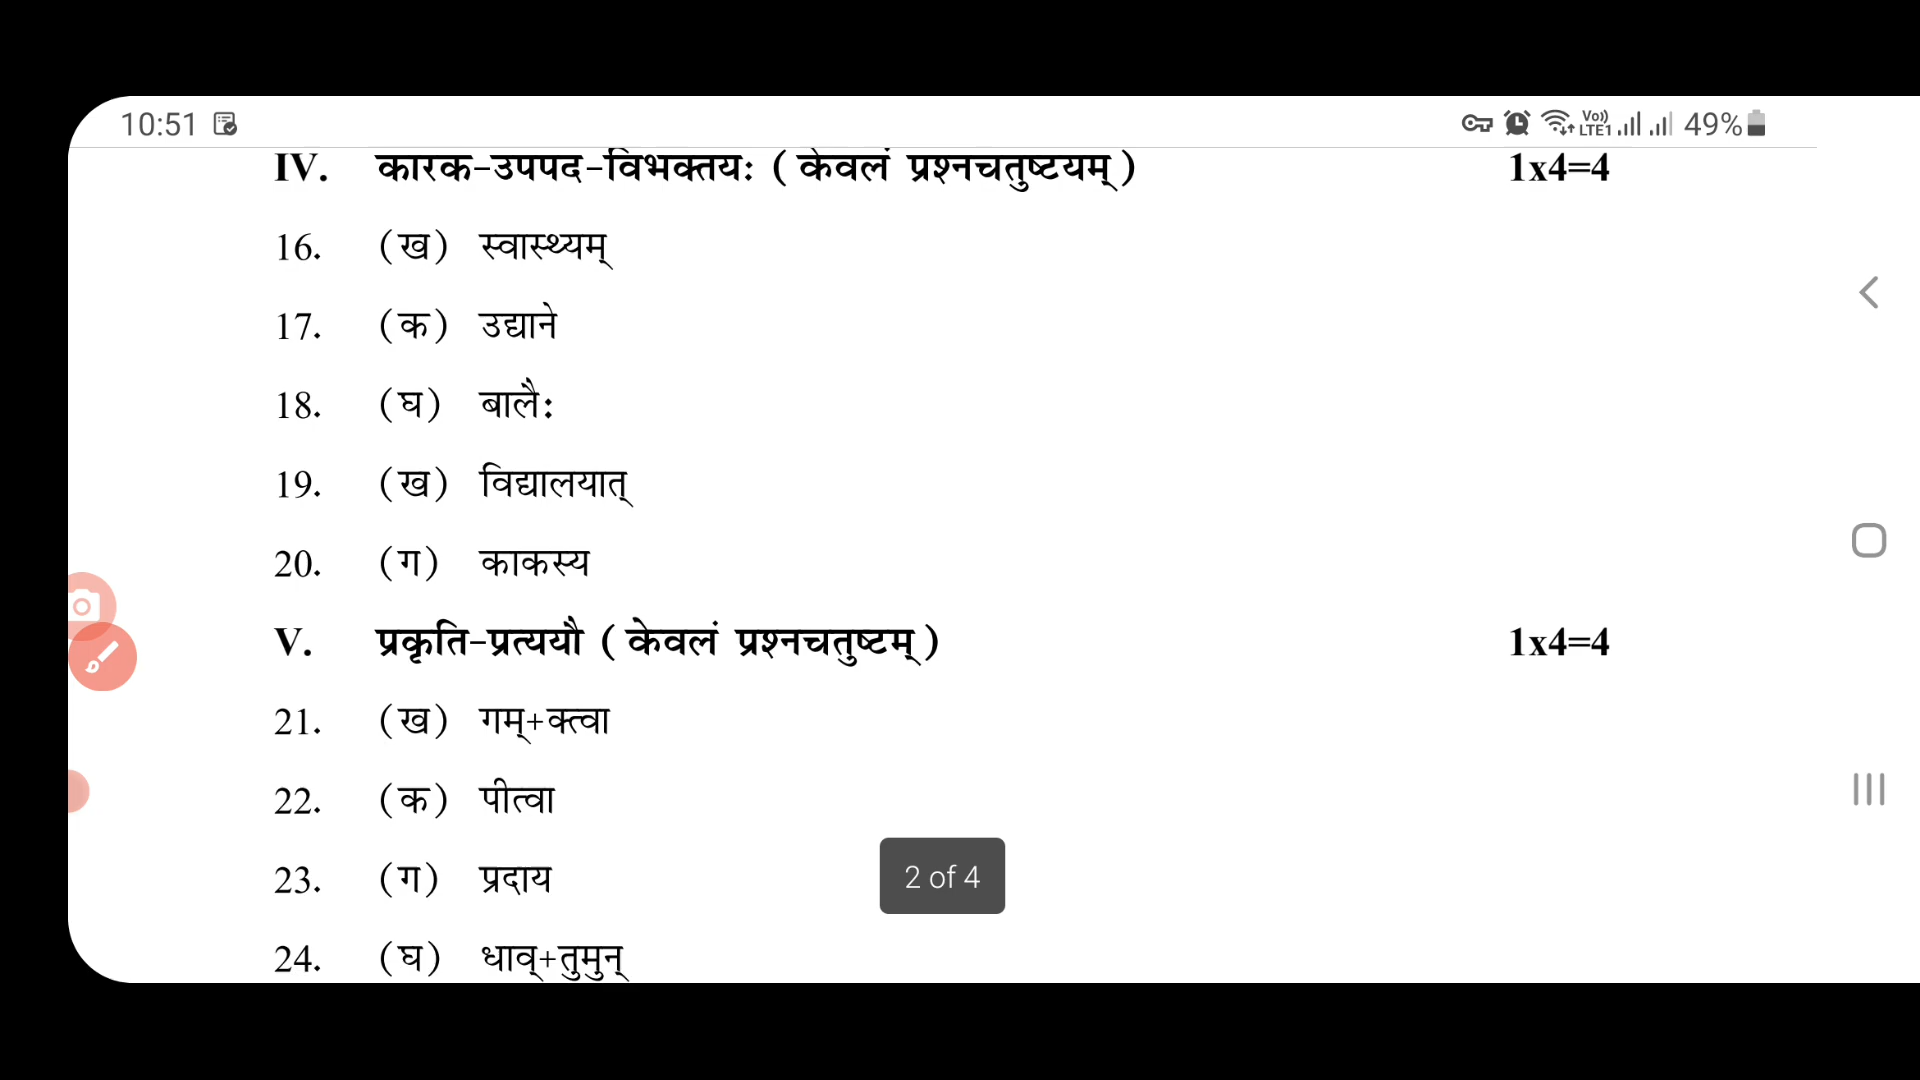 10:51 Vo)) LTE1 49%
IV. कारक-उपपद-विभक्तयः ( केवलं प्रश्नचतुष्टयम् ) 1x4=4
16. (ख) स्वास्थ्यम्
17. (क) उद्याने
18. (घ) बालैः
19. (ख) विद्यालयात्
20. (ग) काकस्य
V. प्रकृति-प्रत्ययौ ( केवलं प्रश्नचतुष्टम् ) 1x4=4
21. (ख) गम्+क्त्वा
22. (क) पीत्वा
23. (ग) प्रदाय
2 of 4
24. (घ) धाव्+तुमुन्